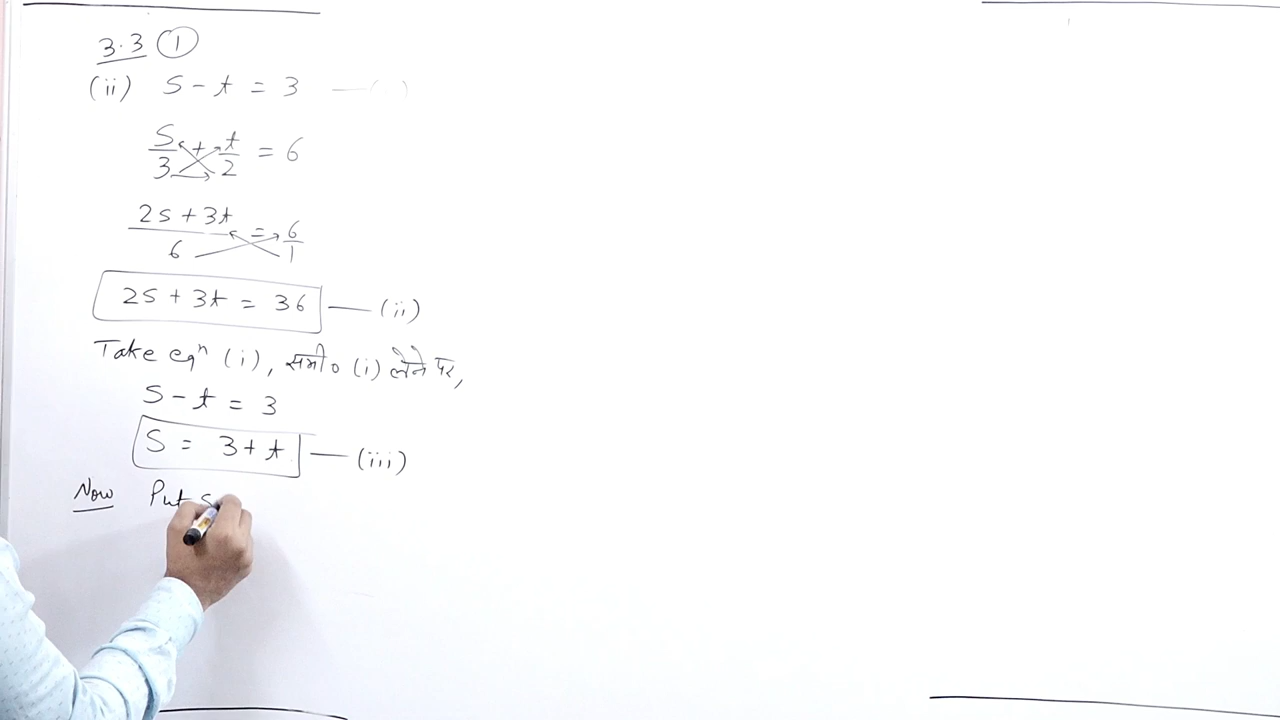 3.3 1
(ii) S - t = 3 — (i)
S/3 + t/2 = 6
2S + 3t / 6 = 6/1
2S + 3t = 36 — (ii)
Take eqⁿ (i), समी० (i) लेने पर,
S - t = 3
S = 3 + t — (iii)
Now Put S